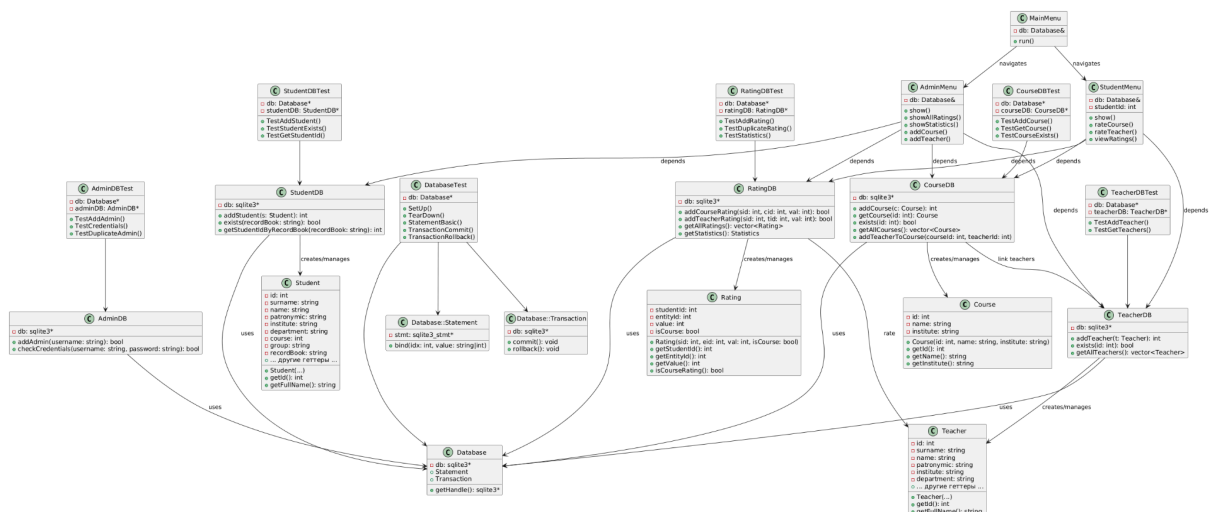 MainMenu
db: Database&
run()
navigates
navigates
StudentDBTest
db: Database*
studentDB: StudentDB*
TestAddStudent()
TestStudentExists()
TestGetStudentId()
RatingDBTest
db: Database*
ratingDB: RatingDB*
TestAddRating()
TestDuplicateRating()
TestStatistics()
AdminMenu
db: Database&
show()
showAllRatings()
showStatistics()
addCourse()
addTeacher()
CourseDBTest
db: Database*
courseDB: CourseDB*
TestAddCourse()
TestGetCourse()
TestCourseExists()
StudentMenu
db: Database&
studentId: int
show()
rateCourse()
rateTeacher()
viewRatings()
depends
depends
depends
depends
depends
depends
AdminDBTest
db: Database*
adminDB: AdminDB*
TestAddAdmin()
TestCredentials()
TestDuplicateAdmin()
StudentDB
db: sqlite3*
addStudent(s: Student): int
exists(recordBook: string): bool
getStudentIdByRecordBook(recordBook: string): int
DatabaseTest
db: Database*
SetUp()
TearDown()
StatementBasic()
TransactionCommit()
TransactionRollback()
RatingDB
db: sqlite3*
addCourseRating(sid: int, cid: int, val: int): bool
addTeacherRating(sid: int, tid: int, val: int): bool
getAllRatings(): vector<Rating>
getStatistics(): Statistics
CourseDB
db: sqlite3*
addCourse(c: Course): int
getCourse(id: int): Course
exists(id: int): bool
getAllCourses(): vector<Course>
addTeacherToCourse(courseId: int, teacherId: int)
TeacherDBTest
db: Database*
teacherDB: TeacherDB*
TestAddTeacher()
TestGetTeachers()
creates/manages
creates/manages
creates/manages
link teachers
AdminDB
db: sqlite3*
addAdmin(username: string): bool
checkCredentials(username: string, password: string): bool
Student
id: int
surname: string
name: string
patronymic: string
institute: string
department: string
course: int
group: string
recordBook: string
... другие геттеры ...
Student(...)
getId(): int
getFullName(): string
Database::Statement
stmt: sqlite3_stmt*
bind(idx: int, value: string|int)
Database::Transaction
db: sqlite3*
commit(): void
rollback(): void
Rating
studentId: int
entityId: int
value: int
isCourse: bool
Rating(sid: int, eid: int, val: int, isCourse: bool)
getStudentId(): int
getEntityId(): int
getValue(): int
isCourseRating(): bool
Course
id: int
name: string
institute: string
Course(id: int, name: string, institute: string)
getId(): int
getName(): string
getInstitute(): string
TeacherDB
db: sqlite3*
addTeacher(t: Teacher): int
exists(id: int): bool
getAllTeachers(): vector<Teacher>
uses
uses
uses
rate
uses
uses
creates/manages
Database
db: sqlite3*
Statement
Transaction
getHandle(): sqlite3*
Teacher
id: int
surname: string
name: string
patronymic: string
institute: string
department: string
... другие геттеры ...
Teacher(...)
getId(): int
getFullName(): string